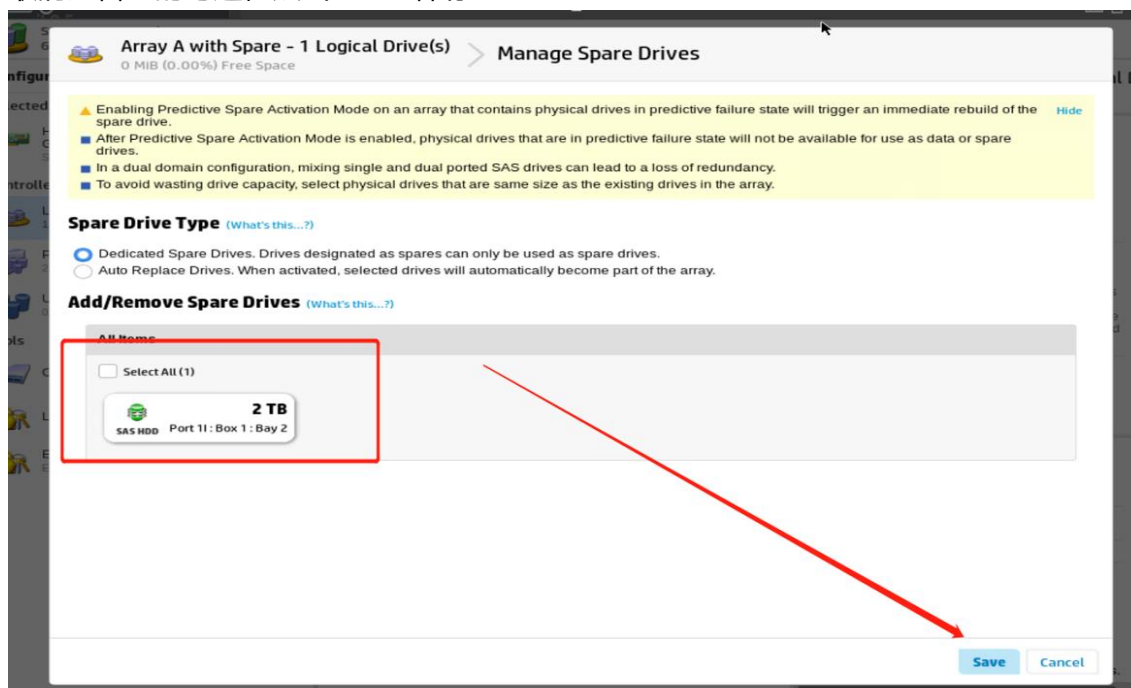 Array A with Spare - 1 Logical Drive(s)
0 MiB (0.00%) Free Space
Manage Spare Drives
Enabling Predictive Spare Activation Mode on an array that contains physical drives in predictive failure state will trigger an immediate rebuild of the
spare drive.
Hide
After Predictive Spare Activation Mode is enabled, physical drives that are in predictive failure state will not be available for use as data or spare
drives.
In a dual domain configuration, mixing single and dual ported SAS drives can lead to a loss of redundancy.
To avoid wasting drive capacity, select physical drives that are same size as the existing drives in the array.
Spare Drive Type (What's this...?)
Dedicated Spare Drives. Drives designated as spares can only be used as spare drives.
Auto Replace Drives. When activated, selected drives will automatically become part of the array.
Add/Remove Spare Drives (What's this...?)
All Items
Select All (1)
2 TB
SAS HDD Port 1I : Box 1 : Bay 2
Save
Cancel